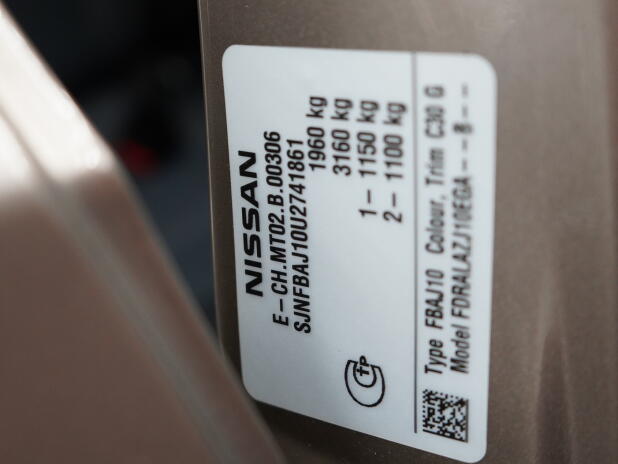 NISSAN
E-CH.MT02.B.00306
SJNFBAJ10U2741861
1960 kg
3160 kg
1- 1150 kg
2- 1100 kg
Type FBAJ10 Colour, Trim C30 G
Model FDRALAZJ10EGA--8--